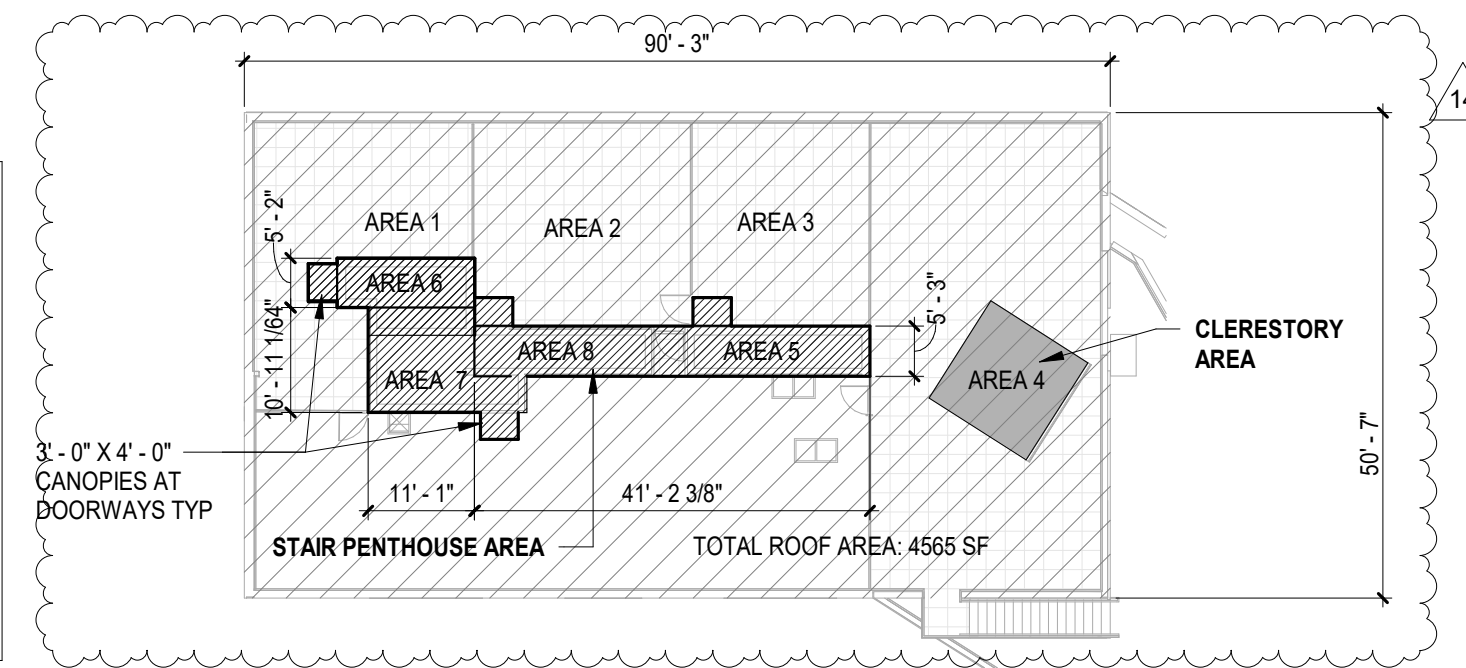 90' - 3"
14
5' - 2"
AREA 1
AREA 2
AREA 3
AREA 6
5' - 3"
10' - 11 11/64"
AREA 8
AREA 5
CLERESTORY
AREA
AREA 7
AREA 4
50' - 7"
3' - 0" X 4' - 0"
CANOPIES AT
DOORWAYS TYP
11' - 1"
41' - 2 3/8"
STAIR PENTHOUSE AREA
TOTAL ROOF AREA: 4565 SF